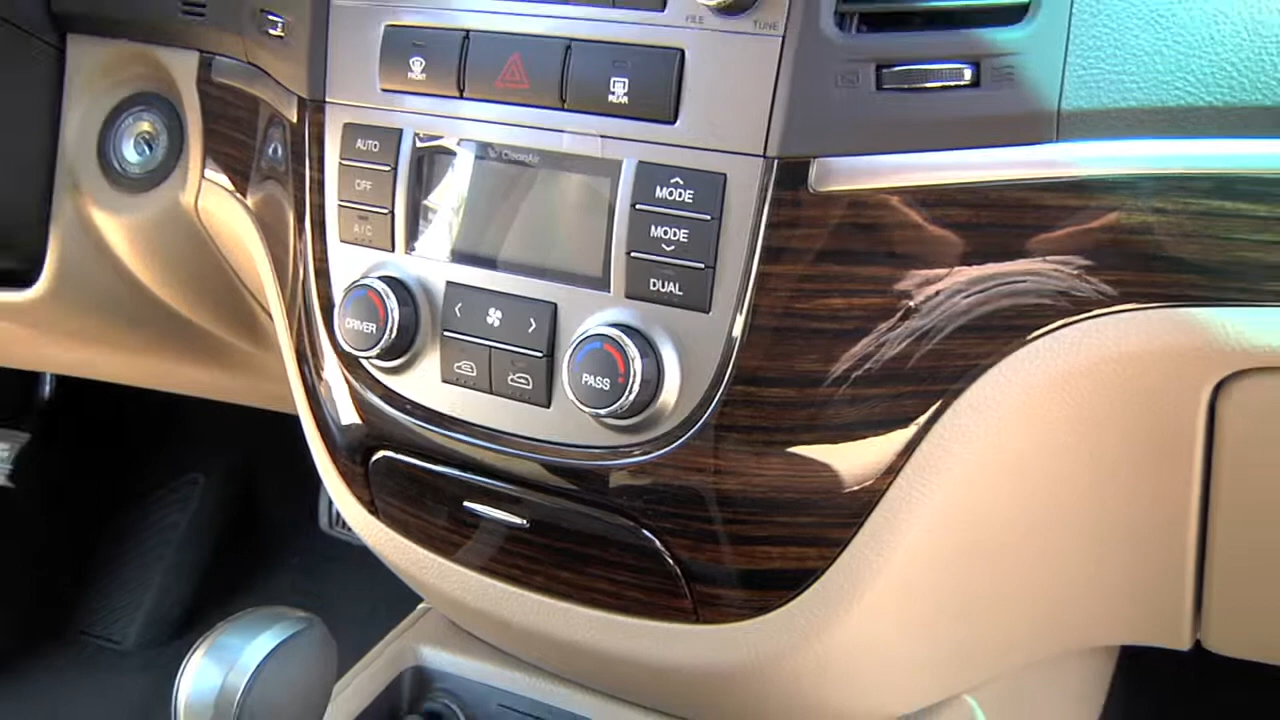 FILE
TUNE
FRONT
REAR
AUTO
OFF
A/C
CleanAir
MODE
MODE
DUAL
DRIVER
PASS